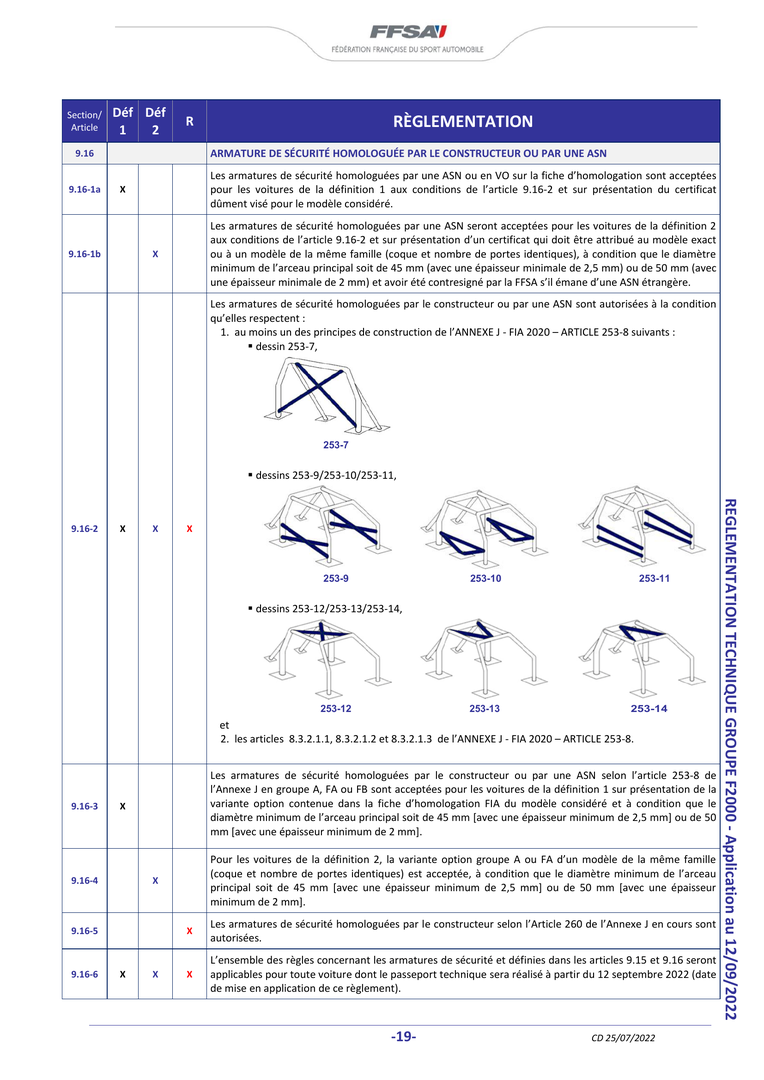 FFSA
FÉDÉRATION FRANÇAISE DU SPORT AUTOMOBILE
Section/ Article Déf 1 Déf 2 R RÈGLEMENTATION
9.16 ARMATURE DE SÉCURITÉ HOMOLOGUÉE PAR LE CONSTRUCTEUR OU PAR UNE ASN
9.16-1a X
Les armatures de sécurité homologuées par une ASN ou en VO sur la fiche d'homologation sont acceptées
pour les voitures de la définition 1 aux conditions de l'article 9.16-2 et sur présentation du certificat
dûment visé pour le modèle considéré.
9.16-1b X
Les armatures de sécurité homologuées par une ASN seront acceptées pour les voitures de la définition 2
aux conditions de l'article 9.16-2 et sur présentation d'un certificat qui doit être attribué au modèle exact
ou à un modèle de la même famille (coque et nombre de portes identiques), à condition que le diamètre
minimum de l'arceau principal soit de 45 mm (avec une épaisseur minimale de 2,5 mm) ou de 50 mm (avec
une épaisseur minimale de 2 mm) et avoir été contresigné par la FFSA s'il émane d'une ASN étrangère.
9.16-2 X X X
Les armatures de sécurité homologuées par le constructeur ou par une ASN sont autorisées à la condition
qu'elles respectent :
1. au moins un des principes de construction de l'ANNEXE J - FIA 2020 – ARTICLE 253-8 suivants :
▪ dessin 253-7,
253-7
▪ dessins 253-9/253-10/253-11,
253-9 253-10 253-11
▪ dessins 253-12/253-13/253-14,
253-12 253-13 253-14
et
2. les articles 8.3.2.1.1, 8.3.2.1.2 et 8.3.2.1.3 de l'ANNEXE J - FIA 2020 – ARTICLE 253-8.
9.16-3 X
Les armatures de sécurité homologuées par le constructeur ou par une ASN selon l'article 253-8 de
l'Annexe J en groupe A, FA ou FB sont acceptées pour les voitures de la définition 1 sur présentation de la
variante option contenue dans la fiche d'homologation FIA du modèle considéré et à condition que le
diamètre minimum de l'arceau principal soit de 45 mm [avec une épaisseur minimum de 2,5 mm] ou de 50
mm [avec une épaisseur minimum de 2 mm].
9.16-4 X
Pour les voitures de la définition 2, la variante option groupe A ou FA d'un modèle de la même famille
(coque et nombre de portes identiques) est acceptée, à condition que le diamètre minimum de l'arceau
principal soit de 45 mm [avec une épaisseur minimum de 2,5 mm] ou de 50 mm [avec une épaisseur
minimum de 2 mm].
9.16-5 X
Les armatures de sécurité homologuées par le constructeur selon l'Article 260 de l'Annexe J en cours sont
autorisées.
9.16-6 X X X
L'ensemble des règles concernant les armatures de sécurité et définies dans les articles 9.15 et 9.16 seront
applicables pour toute voiture dont le passeport technique sera réalisé à partir du 12 septembre 2022 (date
de mise en application de ce règlement).
REGLEMENTATION TECHNIQUE GROUPE F2000 - Application au 12/09/2022
-19-
CD 25/07/2022